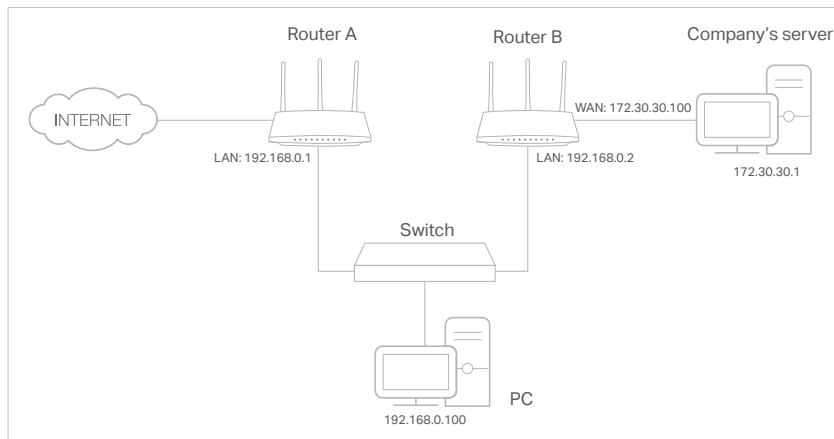 Router A
Router B
Company's server
INTERNET
WAN: 172.30.30.100
LAN: 192.168.0.1
LAN: 192.168.0.2
172.30.30.1
Switch
PC
192.168.0.100